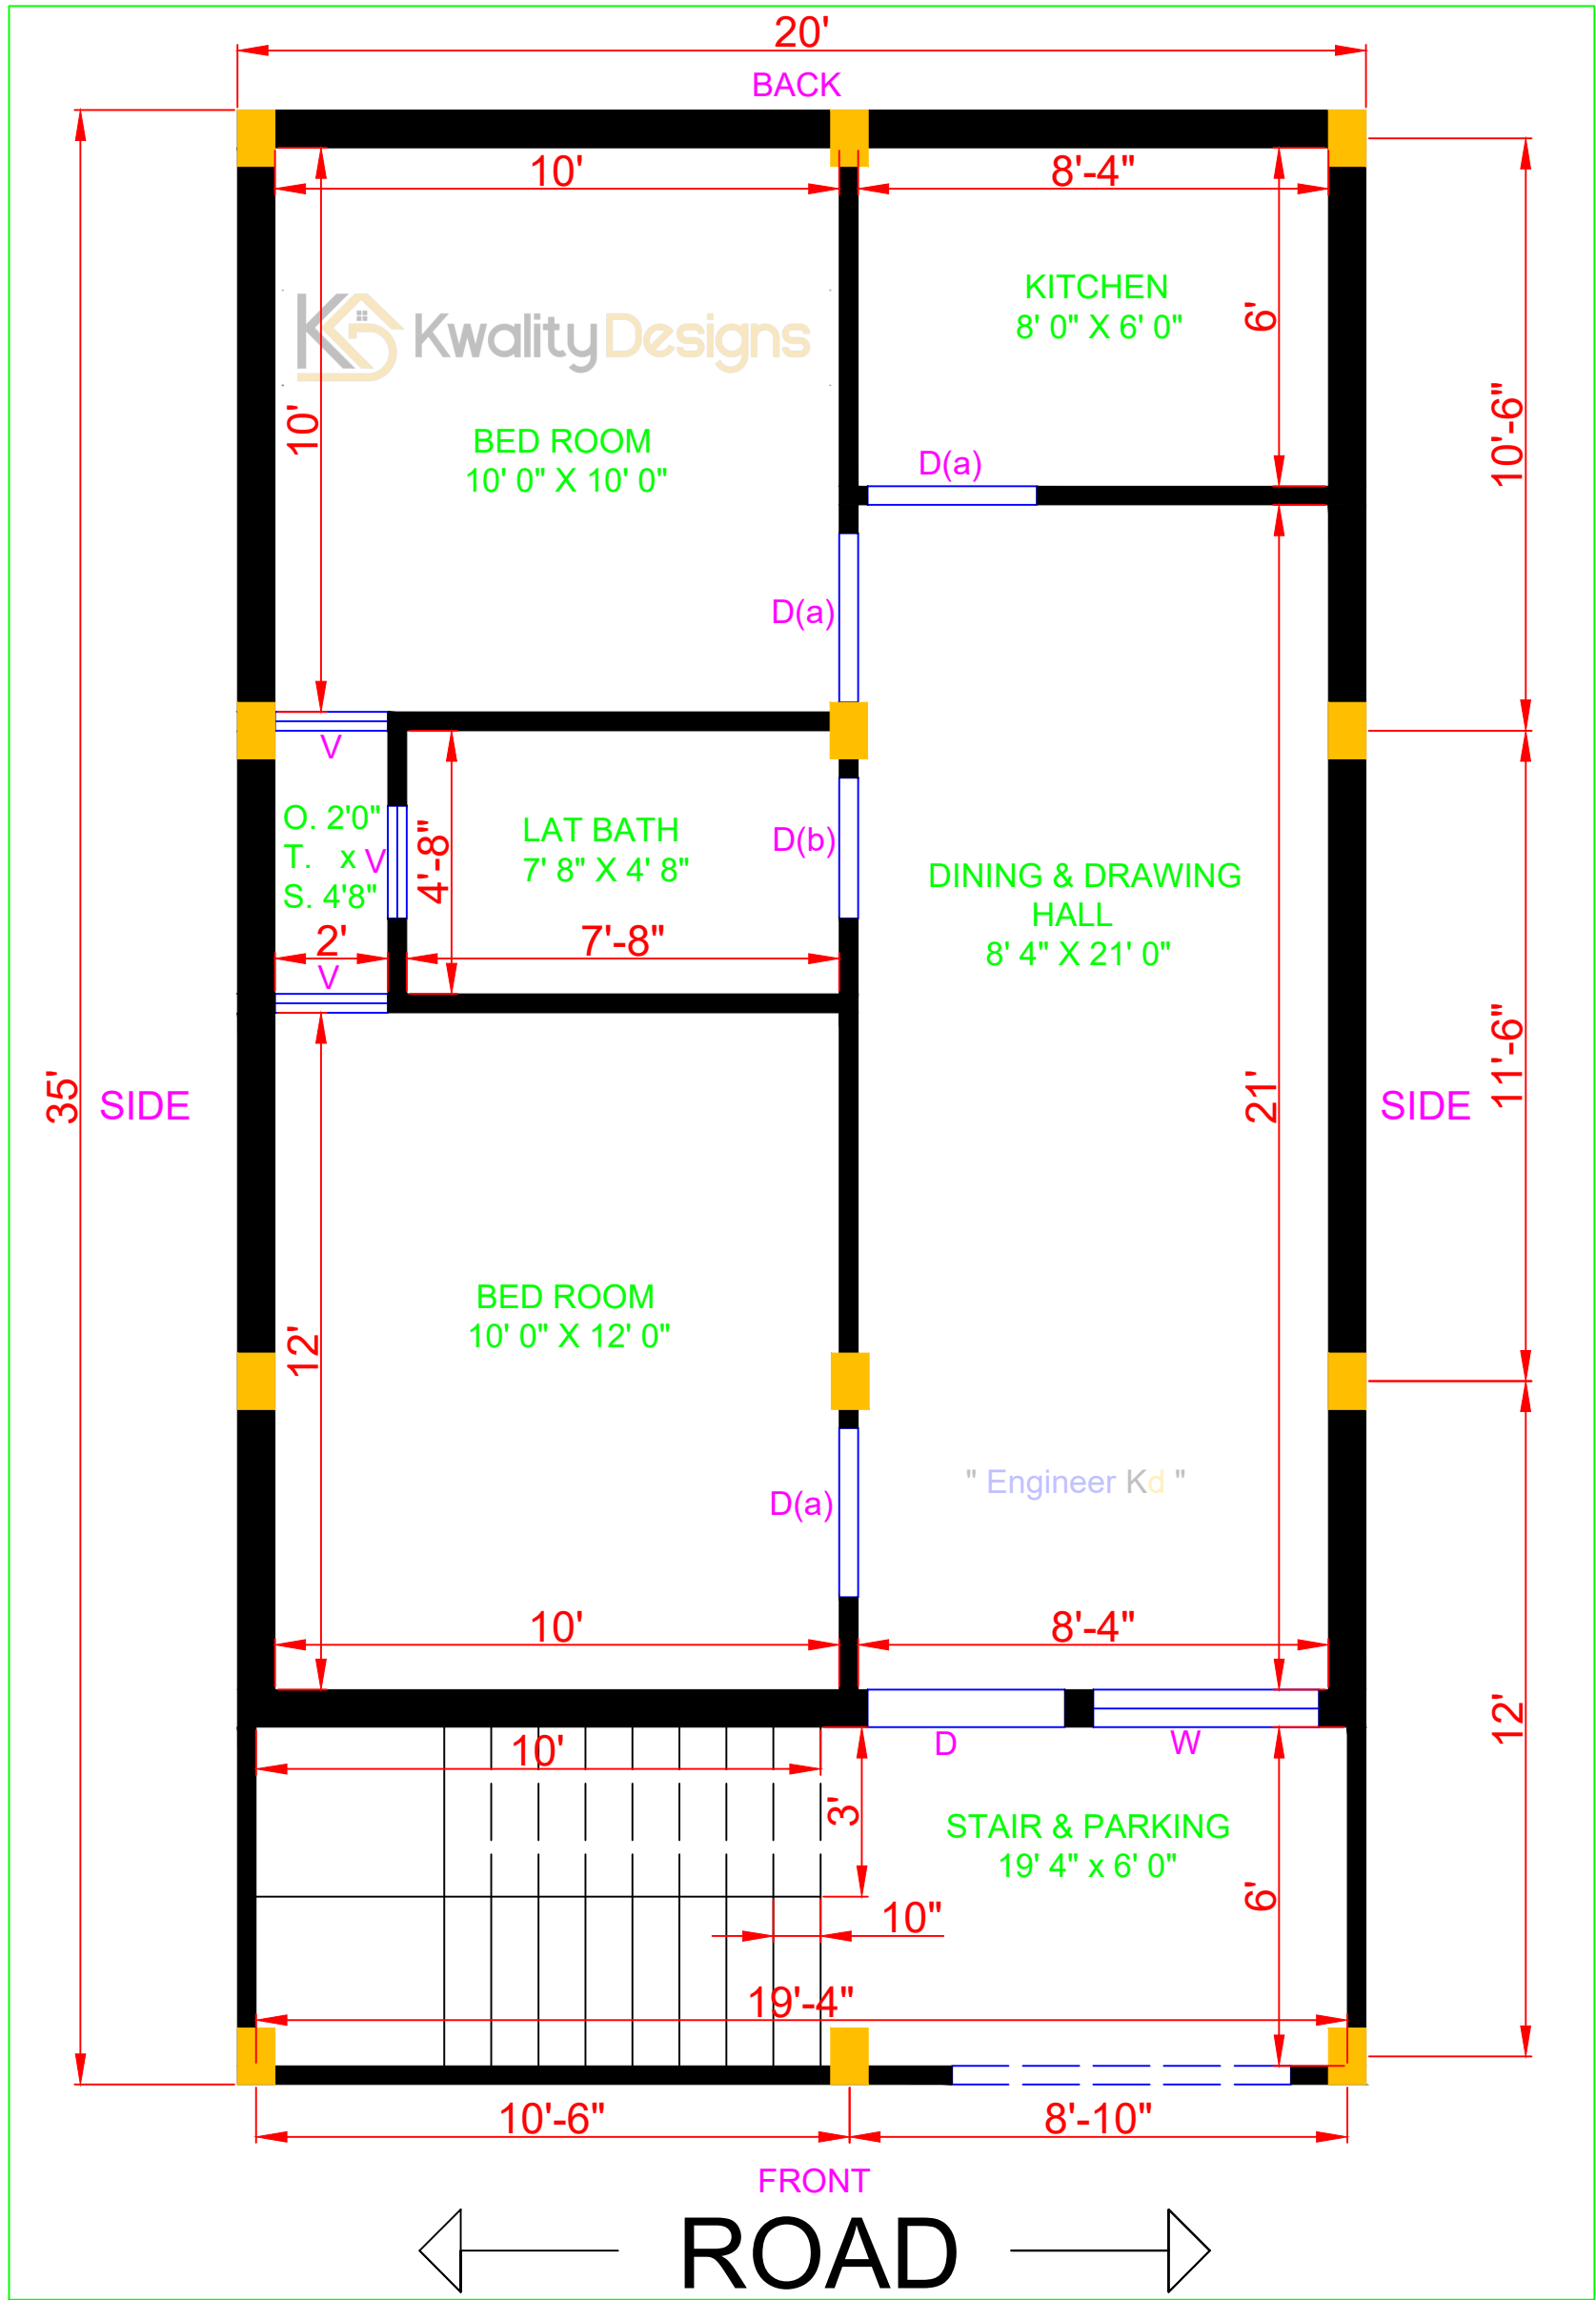 20'
BACK
10'
8'-4"
KITCHEN
8' 0" X 6' 0"
6'
Kwality Designs
10'
BED ROOM
10' 0" X 10' 0"
10'-6"
D(a)
D(a)
V
O. 2'0"
T. x V
S. 4'8"
4'-8"
LAT BATH
7' 8" X 4' 8"
D(b)
DINING & DRAWING
HALL
8' 4" X 21' 0"
2'
7'-8"
V
35'
SIDE
21'
SIDE
11'-6"
BED ROOM
10' 0" X 12' 0"
12'
" Engineer Kd "
D(a)
10'
8'-4"
12'
10'
D
W
3'
STAIR & PARKING
19' 4" x 6' 0"
6'
10"
19'-4"
10'-6"
8'-10"
FRONT
ROAD